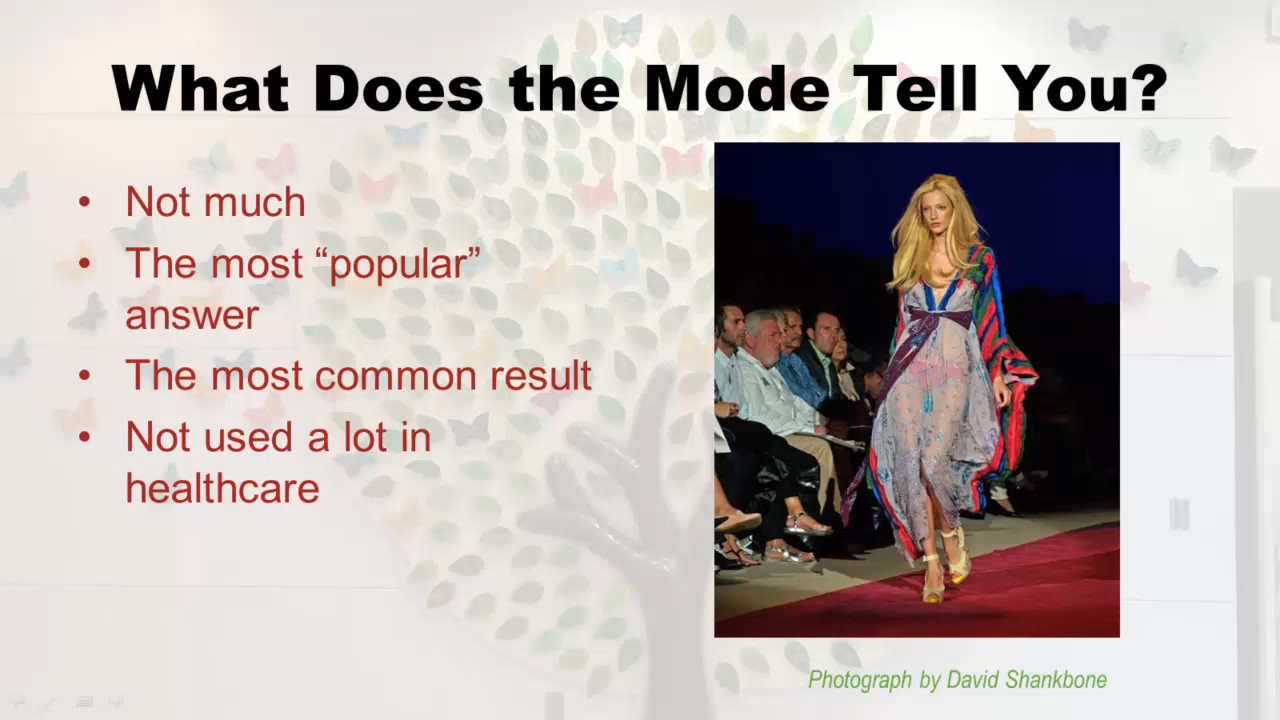 What Does the Mode Tell You?
• Not much
• The most “popular”
answer
• The most common result
• Not used a lot in
healthcare
Photograph by David Shankbone